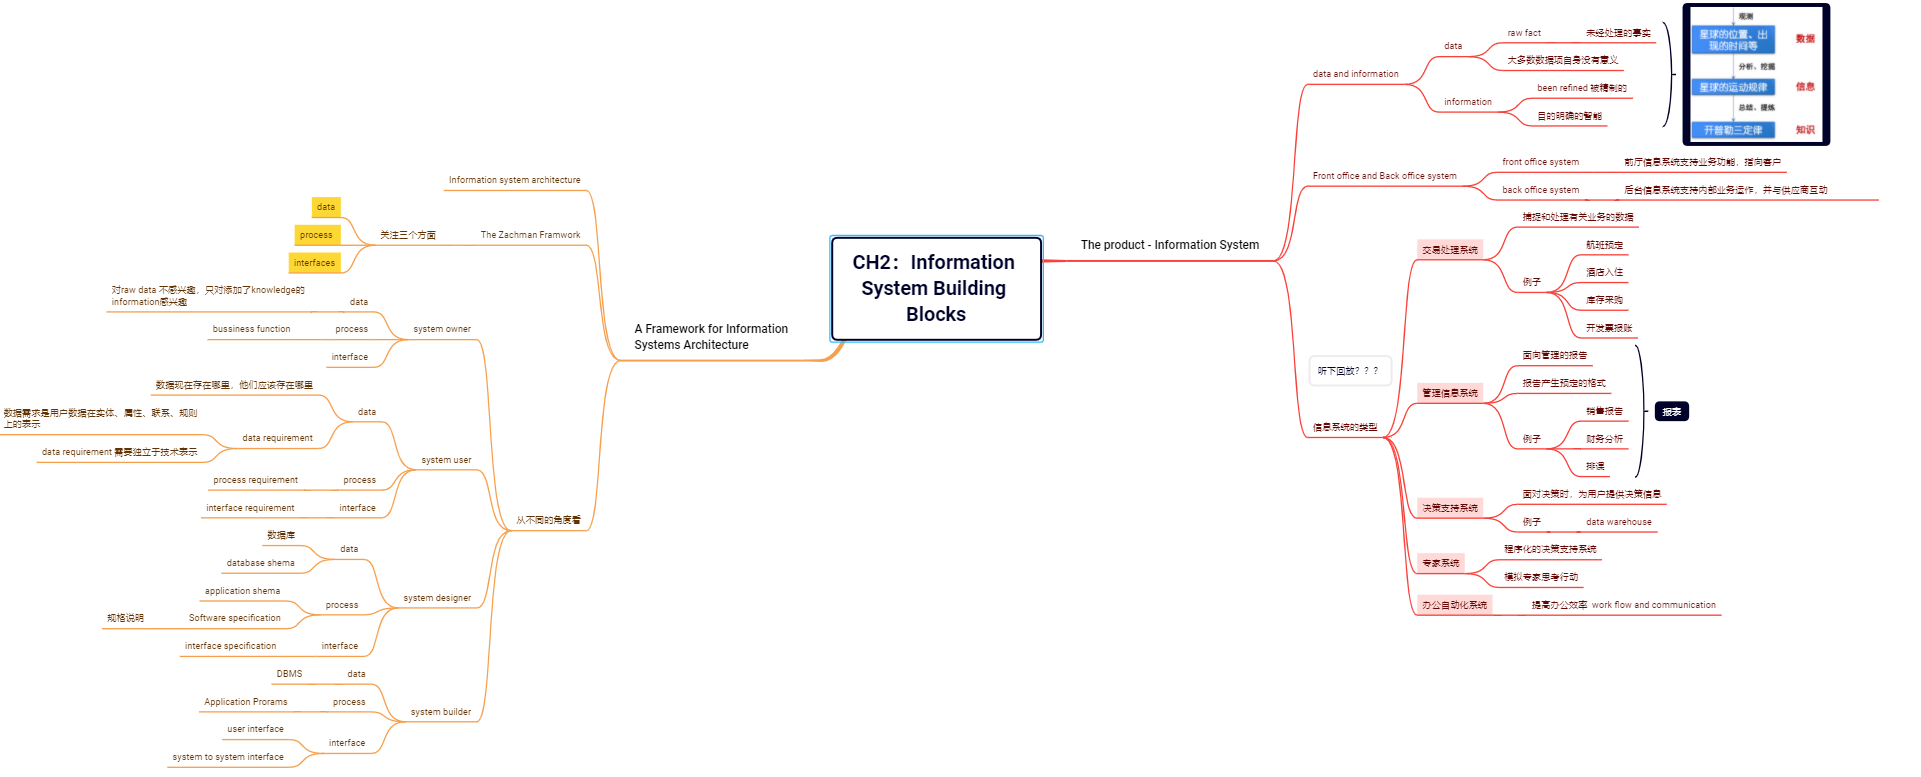 CH2：Information
System Building
Blocks
The product - Information System
data and information
data
raw fact
未经处理的事实
大多数数据项自身没有意义
information
been refined 被精制的
目的明确的智能
观测
星球的位置、出
现的时间等
数据
分析、挖掘
星球的运动规律
信息
总结、提炼
开普勒三定律
知识
Front office and Back office system
front office system
前厅信息系统支持业务功能，指向客户
back office system
后台信息系统支持内部业务运作，并与供应商互动
信息系统的类型
交易处理系统
捕捉和处理有关业务的数据
例子
航班预定
酒店入住
库存采购
开发票报账
管理信息系统
面向管理的报告
报告产生预定的格式
例子
销售报告
财务分析
排误
报表
决策支持系统
面对决策时，为用户提供决策信息
例子
data warehouse
专家系统
程序化的决策支持系统
模拟专家思考行动
办公自动化系统
提高办公效率 work flow and communication
听下回放？？？
A Framework for Information
Systems Architecture
Information system architecture
The Zachman Framwork
关注三个方面
data
process
interfaces
从不同的角度看
system owner
data
对raw data 不感兴趣，只对添加了knowledge的
information感兴趣
process
bussiness function
interface
system user
data
数据现在存在哪里，他们应该存在哪里
data requirement
数据需求是用户数据在实体、属性、联系、规则
上的表示
data requirement 需要独立于技术表示
process
process requirement
interface
interface requirement
system designer
data
数据库
database shema
process
application shema
Software specification
规格说明
interface
interface specification
system builder
data
DBMS
process
Application Prorams
interface
user interface
system to system interface